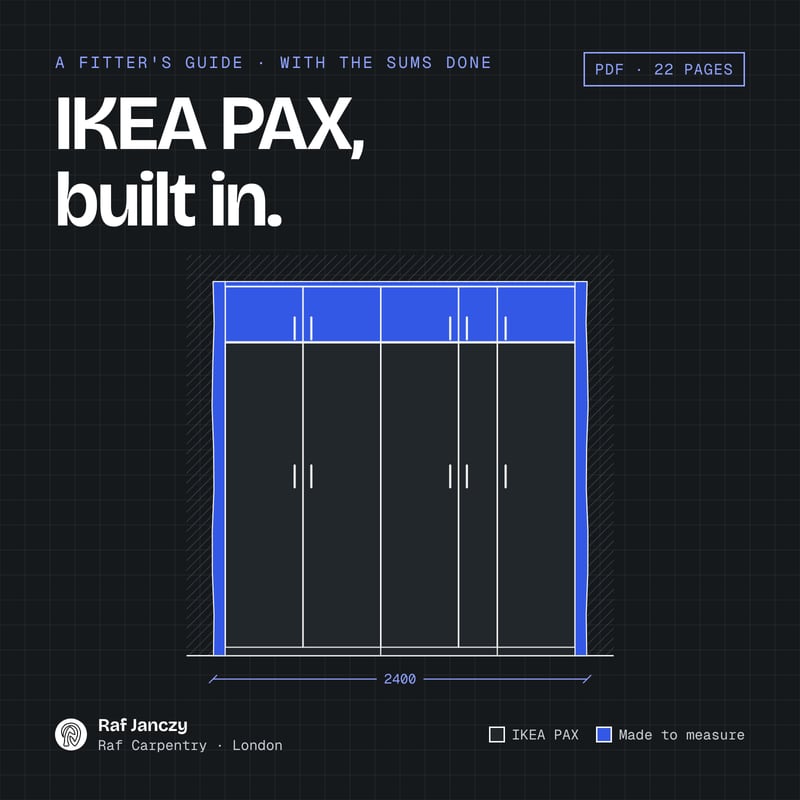 A FITTER'S GUIDE · WITH THE SUMS DONE
PDF · 22 PAGES
IKEA PAX,
built in.
2400
Raf Janczy
Raf Carpentry · London
IKEA PAX
Made to measure